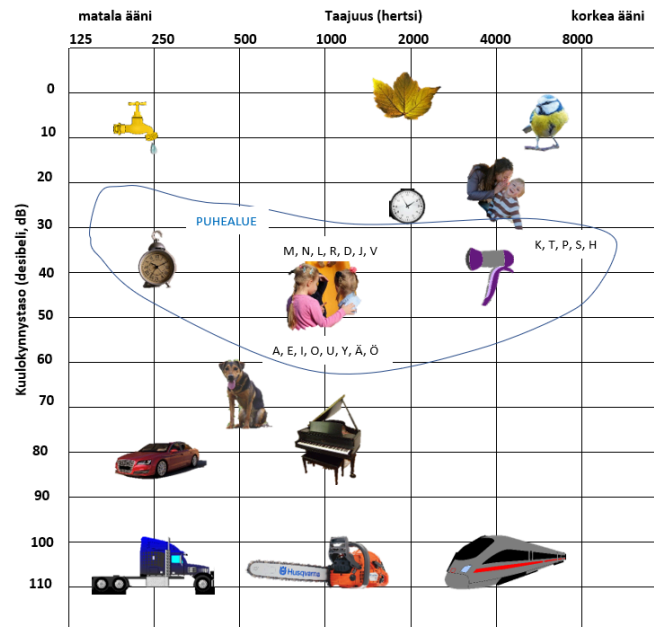 matala ääni Taajuus (hertsi) korkea ääni
125 250 500 1000 2000 4000 8000
0
10
20
30
PUHEALUE
M, N, L, R, D, J, V
K, T, P, S, H
40
50
A, E, I, O, U, Y, Ä, Ö
60
70
80
90
100
Husqvarna
110
Kuulokynnystaso (desibeli, dB)